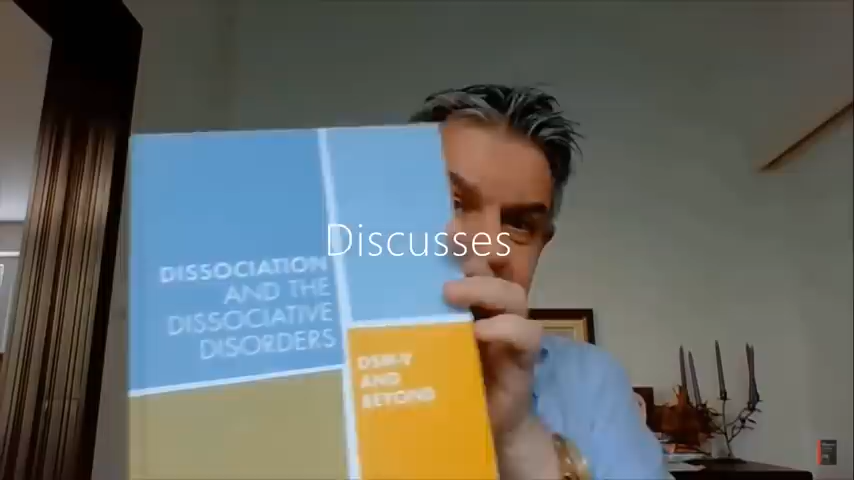 Discusses
DISSOCIATION
AND THE
DISSOCIATIVE
DISORDERS
DSM-V
AND
BEYOND